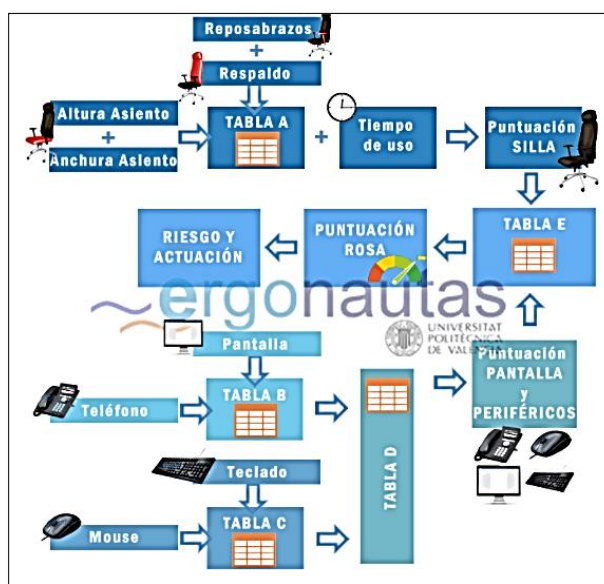 Reposabrazos
+
Respaldo
Altura Asiento
+
Anchura Asiento
TABLA A
+
Tiempo
de uso
Puntuación
SILLA
RIESGO Y
ACTUACIÓN
PUNTUACIÓN
ROSA
TABLA E
ergonautas
UNIVERSITAT
POLITÈCNICA
DE VALÈNCIA
Pantalla
Teléfono
TABLA B
Puntuación
PANTALLA
y
PERIFÉRICOS
TABLA D
Teclado
Mouse
TABLA C